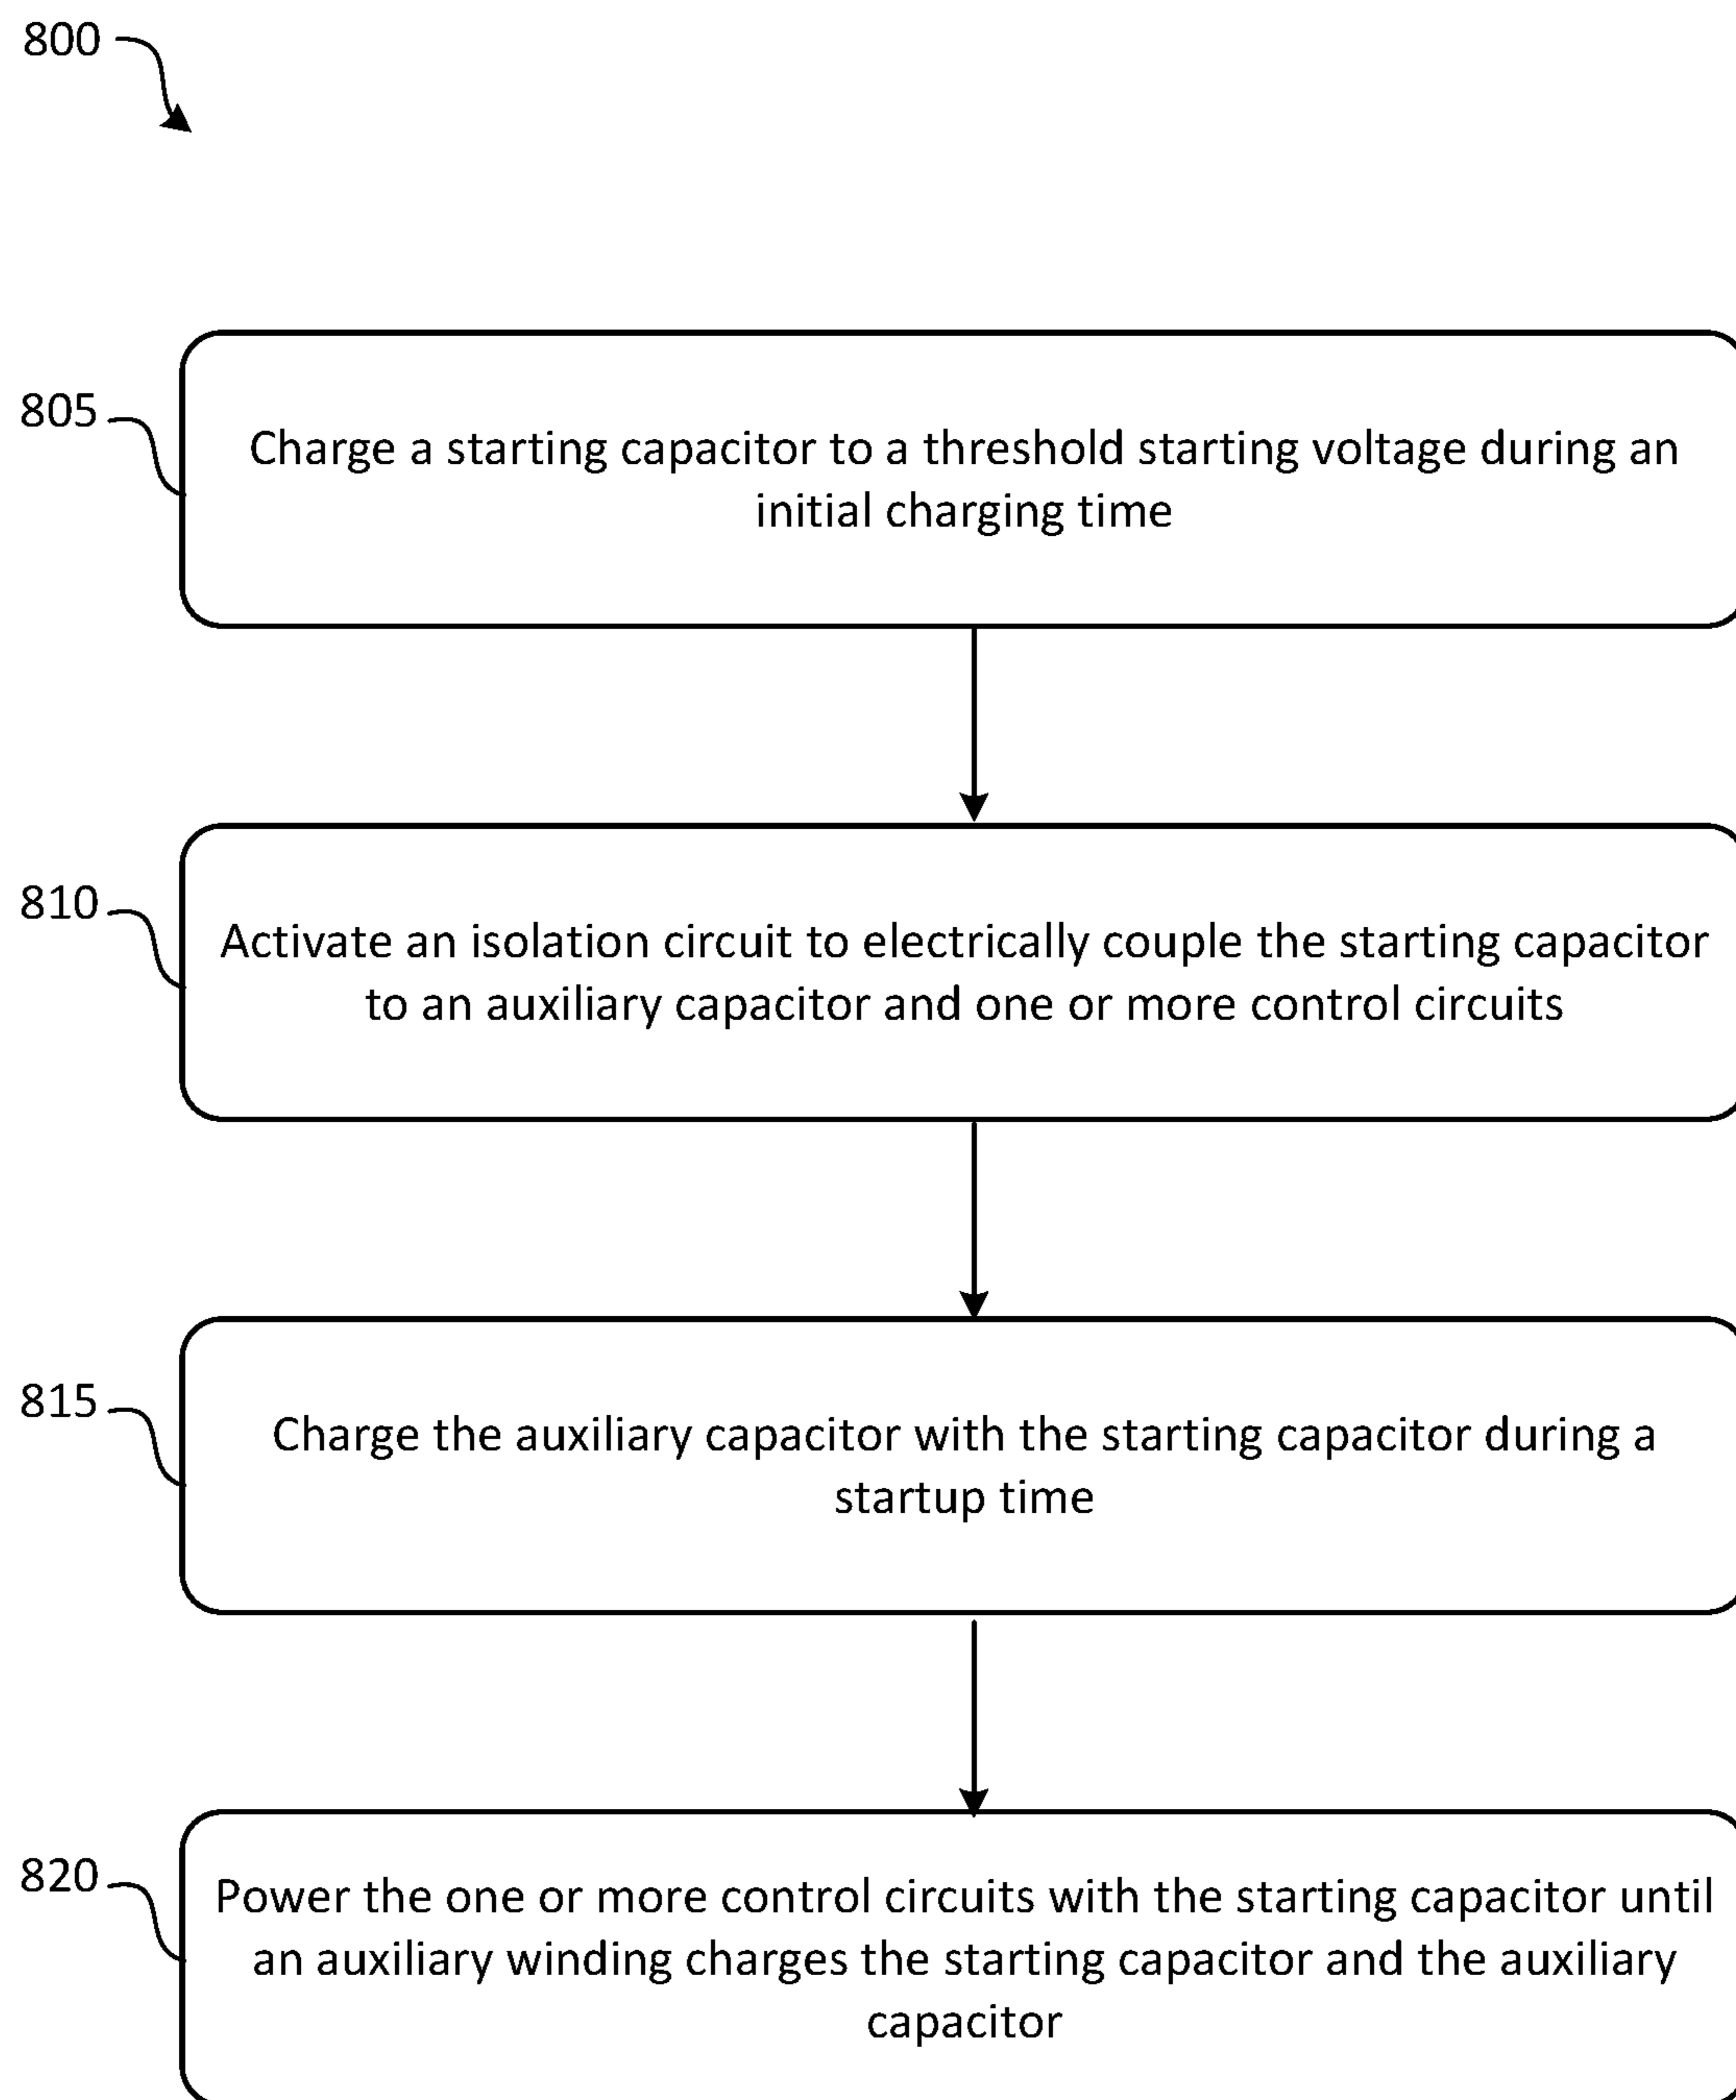 800
805
Charge a starting capacitor to a threshold starting voltage during an
initial charging time
810
Activate an isolation circuit to electrically couple the starting capacitor
to an auxiliary capacitor and one or more control circuits
815
Charge the auxiliary capacitor with the starting capacitor during a
startup time
820
Power the one or more control circuits with the starting capacitor until
an auxiliary winding charges the starting capacitor and the auxiliary
capacitor